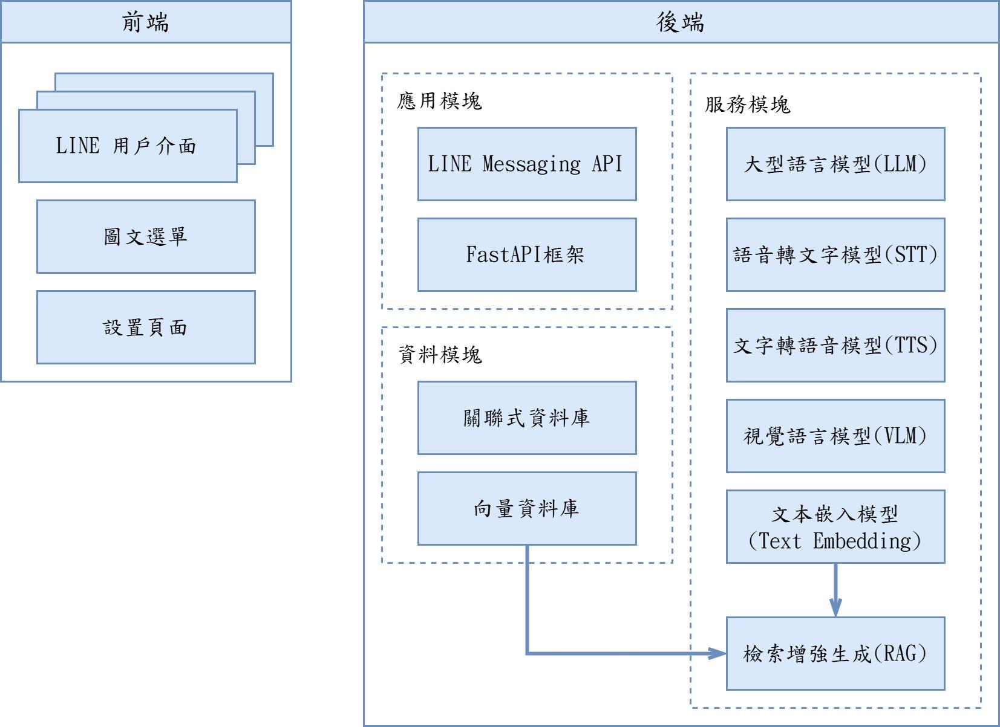 前端
LINE 用戶介面
圖文選單
設置頁面
後端
應用模塊
LINE Messaging API
FastAPI框架
資料模塊
關聯式資料庫
向量資料庫
服務模塊
大型語言模型(LLM)
語音轉文字模型(STT)
文字轉語音模型(TTS)
視覺語言模型(VLM)
文本嵌入模型
(Text Embedding)
檢索增強生成(RAG)